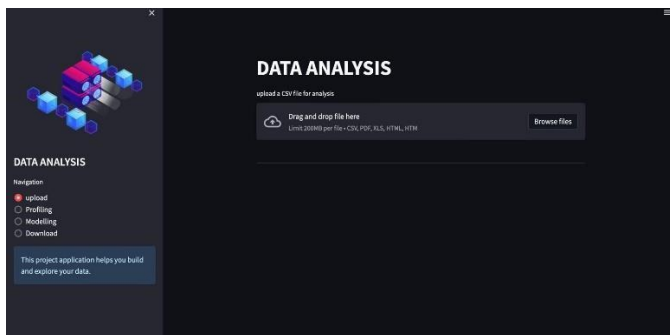 DATA ANALYSIS
Navigation
upload
Profiling
Modelling
Download
This project application helps you build
and explore your data.
DATA ANALYSIS
upload a CSV file for analysis
Drag and drop file here
Limit 200MB per file • CSV, PDF, XLS, HTML, HTM
Browse files